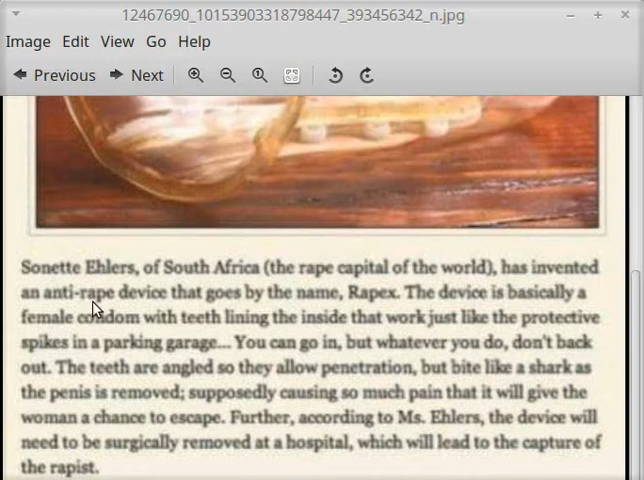 12467690_10153903318798447_393456342_n.jpg
Image Edit View Go Help
Previous Next
Sonette Ehlers, of South Africa (the rape capital of the world), has invented
an anti-rape device that goes by the name, Rapex. The device is basically a
female condom with teeth lining the inside that work just like the protective
spikes in a parking garage... You can go in, but whatever you do, don't back
out. The teeth are angled so they allow penetration, but bite like a shark as
the penis is removed; supposedly causing so much pain that it will give the
woman a chance to escape. Further, according to Ms. Ehlers, the device will
need to be surgically removed at a hospital, which will lead to the capture of
the rapist.